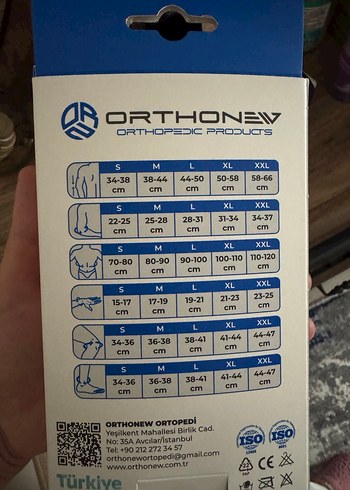 ORTHONEW
ORTHOPEDIC PRODUCTS
S M L XL XXL
34-38 cm 38-44 cm 44-50 cm 50-58 cm 58-66 cm
S M L XL XXL
22-25 cm 25-28 cm 28-31 cm 31-34 cm 34-37 cm
S M L XL XXL
70-80 cm 80-90 cm 90-100 cm 100-110 cm 110-120 cm
S M L XL XXL
15-17 cm 17-19 cm 19-21 cm 21-23 cm 23-25 cm
S M L XL XXL
34-36 cm 36-38 cm 38-41 cm 41-44 cm 44-47 cm
S M L XL XXL
34-36 cm 36-38 cm 38-41 cm 41-44 cm 44-47 cm
ORTHONEW ORTOPEDİ
Yeşilkent Mahallesi Birlik Cad.
No: 35A Avcılar/İstanbul
Tel: +90 212 272 34 57
orthonewortopedi@gmail.com
www.orthonew.com.tr
ISO
ISO
CE
Türkiye